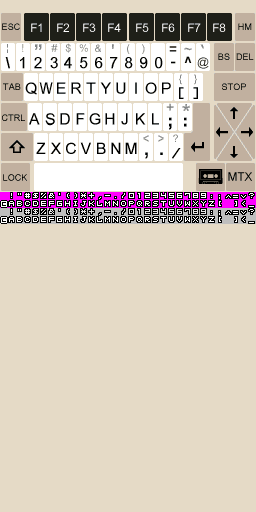 ESC F1 F2 F3 F4 F5 F6 F7 F8 HM
¦ ! " # $ % & ' ( ) = ~ `
\ 1 2 3 4 5 6 7 8 9 0 - ^ @ BS DEL
{ }
TAB Q W E R T Y U I O P [ ] STOP
+ *
CTRL A S D F G H J K L ; :
< > ?
Z X C V B N M , . /
LOCK MTX
!"#$%&'()*+,-./0123456789:;
@ABCDEFGHIJKLMNOPQRSTUVWXYZ[
!"#$%&'()*+,-./0123456789:;
@ABCDEFGHIJKLMNOPQRSTUVWXYZ[